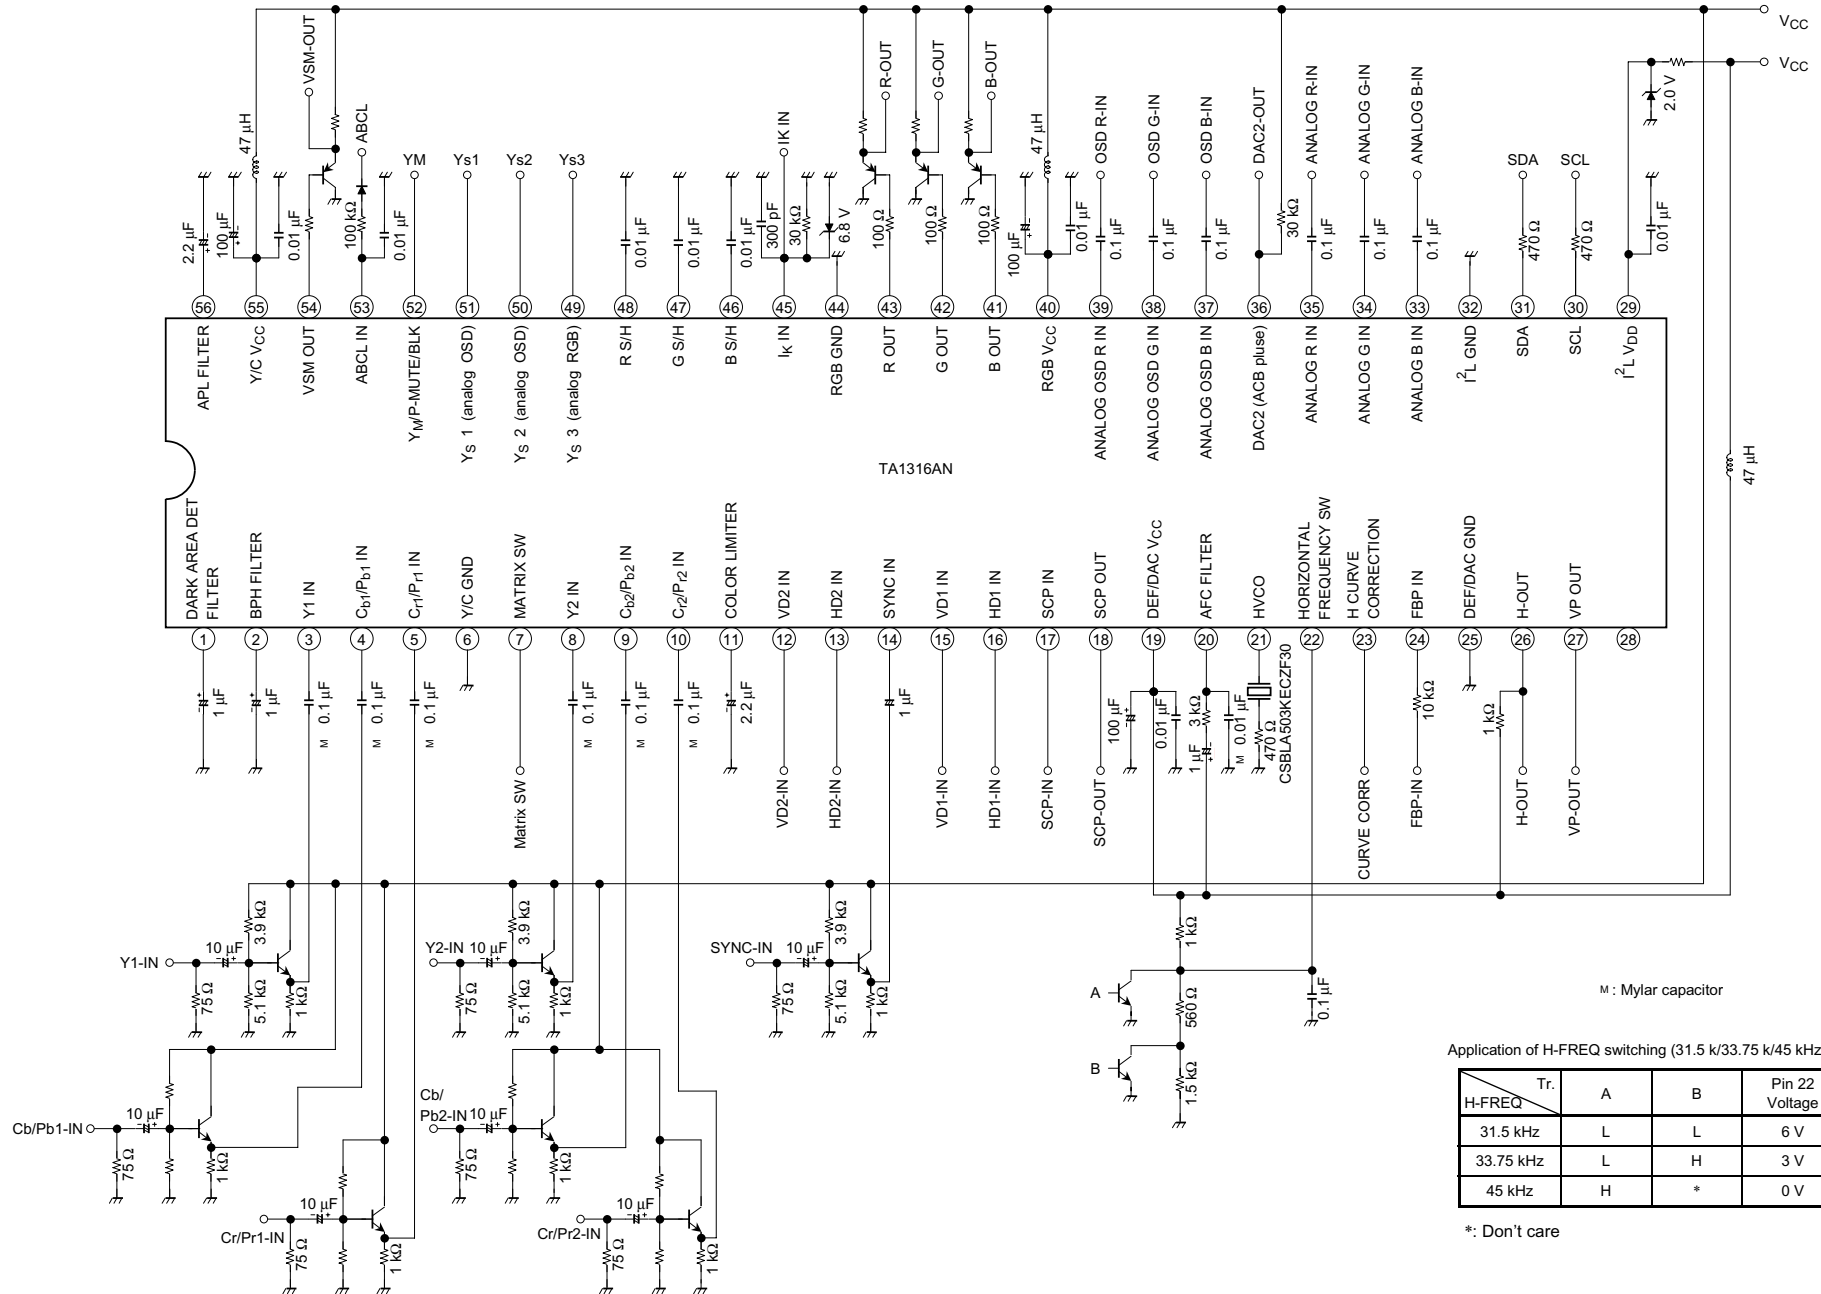 VCC
VCC
VSM-OUT
ABCL
YM
Ys1
Ys2
Ys3
IK IN
R-OUT
G-OUT
B-OUT
OSD R-IN
OSD G-IN
OSD B-IN
DAC2-OUT
ANALOG R-IN
ANALOG G-IN
ANALOG B-IN
SDA
SCL
2.0 V
2.2 μF
100 μF
47 μH
0.01 μF
100 kΩ
0.01 μF
0.01 μF
0.01 μF
0.01 μF
300 pF
30 kΩ
6.8 V
100 Ω
100 Ω
100 Ω
100 μF
47 μH
0.01 μF
0.1 μF
0.1 μF
0.1 μF
30 kΩ
0.1 μF
0.1 μF
0.1 μF
470 Ω
470 Ω
0.01 μF
56 55 54 53 52 51 50 49 48 47 46 45 44 43 42 41 40 39 38 37 36 35 34 33 32 31 30 29
APL FILTER
Y/C VCC
VSM OUT
ABCL IN
YM/P-MUTE/BLK
YS 1 (analog OSD)
YS 2 (analog OSD)
YS 3 (analog RGB)
R S/H
G S/H
B S/H
IK IN
RGB GND
R OUT
G OUT
B OUT
RGB VCC
ANALOG OSD R IN
ANALOG OSD G IN
ANALOG OSD B IN
DAC2 (ACB pluse)
ANALOG R IN
ANALOG G IN
ANALOG B IN
I2L GND
SDA
SCL
I2L VDD
TA1316AN
47 μH
DARK AREA DET
FILTER
BPH FILTER
Y1 IN
Cb1/Pb1 IN
Cr1/Pr1 IN
Y/C GND
MATRIX SW
Y2 IN
Cb2/Pb2 IN
Cr2/Pr2 IN
COLOR LIMITER
VD2 IN
HD2 IN
SYNC IN
VD1 IN
HD1 IN
SCP IN
SCP OUT
DEF/DAC VCC
AFC FILTER
HVCO
HORIZONTAL
FREQUENCY SW
H CURVE
CORRECTION
FBP IN
DEF/DAC GND
H-OUT
VP OUT
1 2 3 4 5 6 7 8 9 10 11 12 13 14 15 16 17 18 19 20 21 22 23 24 25 26 27 28
1 μF
1 μF
0.1 μF
M
0.1 μF
M
0.1 μF
M
0.1 μF
M
0.1 μF
M
0.1 μF
M
2.2 μF
1 μF
100 μF
0.01 μF
3 kΩ
1 μF
0.01 μF
M
470 Ω
CSBLA503KECZF30
10 kΩ
1 kΩ
Matrix SW
VD2-IN
HD2-IN
VD1-IN
HD1-IN
SCP-IN
SCP-OUT
CURVE CORR
FBP-IN
H-OUT
VP-OUT
Y1-IN
10 μF
75 Ω
3.9 kΩ
5.1 kΩ
1 kΩ
Y2-IN
10 μF
75 Ω
3.9 kΩ
5.1 kΩ
1 kΩ
SYNC-IN
10 μF
75 Ω
3.9 kΩ
5.1 kΩ
1 kΩ
1 kΩ
A
560 Ω
B
1.5 kΩ
0.1 μF
M : Mylar capacitor
Cb/Pb1-IN
10 μF
75 Ω
1 kΩ
Cb/
Pb2-IN
10 μF
75 Ω
1 kΩ
Cr/Pr1-IN
10 μF
75 Ω
1 kΩ
Cr/Pr2-IN
10 μF
75 Ω
1 kΩ
Application of H-FREQ switching (31.5 k/33.75 k/45 kHz
Tr.
H-FREQ
A B Pin 22
Voltage
31.5 kHz L L 6 V
33.75 kHz L H 3 V
45 kHz H * 0 V
*: Don't care